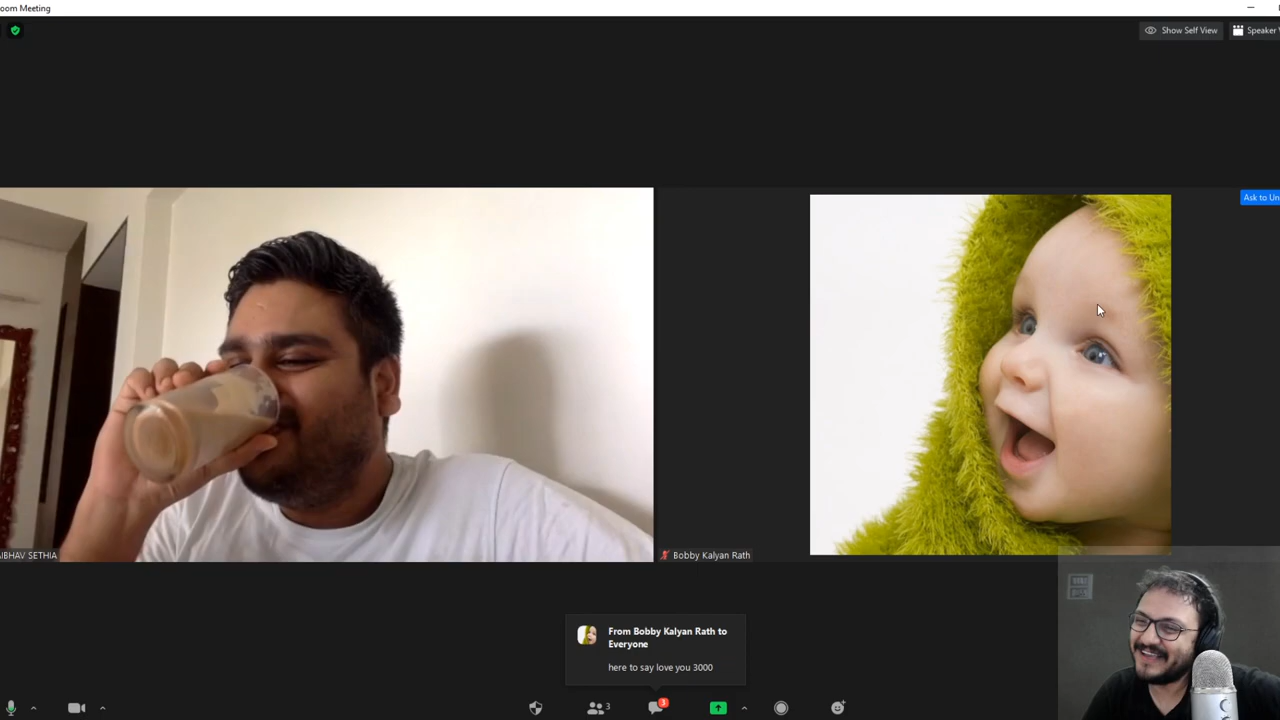 oom Meeting
Show Self View
Speaker
Ask to Un
IBHAV SETHIA
Bobby Kalyan Rath
From Bobby Kalyan Rath to
Everyone
here to say love you 3000
3
3